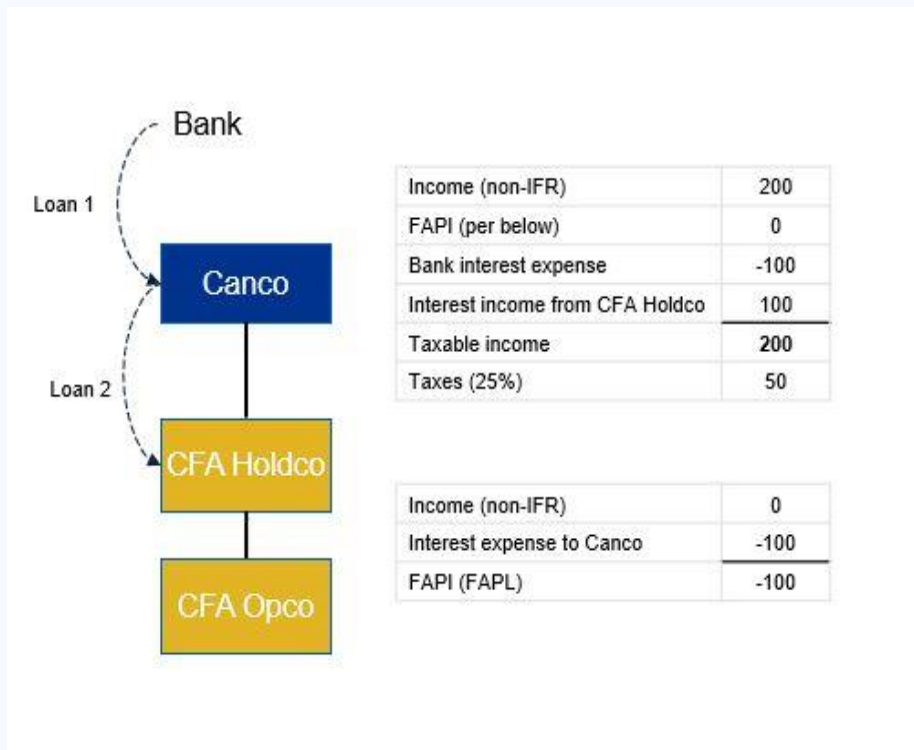 Bank
Loan 1
Canco
Loan 2
CFA Holdco
CFA Opco
Income (non-IFR) 200
FAPI (per below) 0
Bank interest expense -100
Interest income from CFA Holdco 100
Taxable income 200
Taxes (25%) 50
Income (non-IFR) 0
Interest expense to Canco -100
FAPI (FAPL) -100